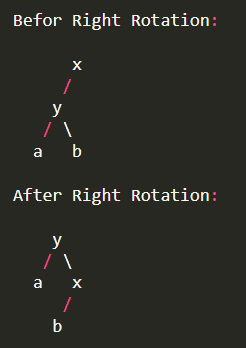 Befor Right Rotation:
x
/
y
/ \
a b
After Right Rotation:
y
/ \
a x
/
b